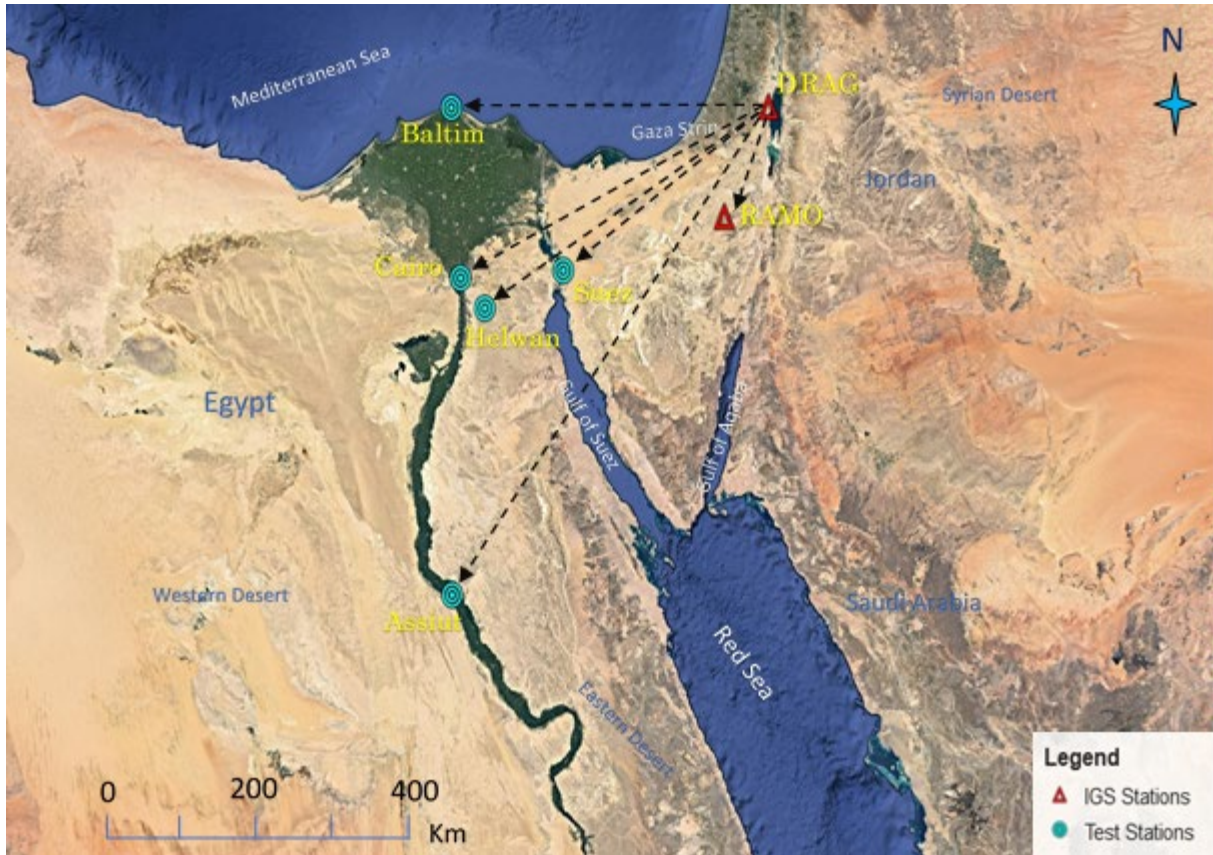 N
Mediterranean Sea
DRAG
Syrian Desert
Baltim
Gaza Strip
Jordan
RAMO
Cairo
Suez
Helwan
Egypt
Gulf of Suez
Gulf of Aqaba
Western Desert
Assiut
Saudi Arabia
Red Sea
Eastern Desert
0 200 400
Km
Legend
IGS Stations
Test Stations